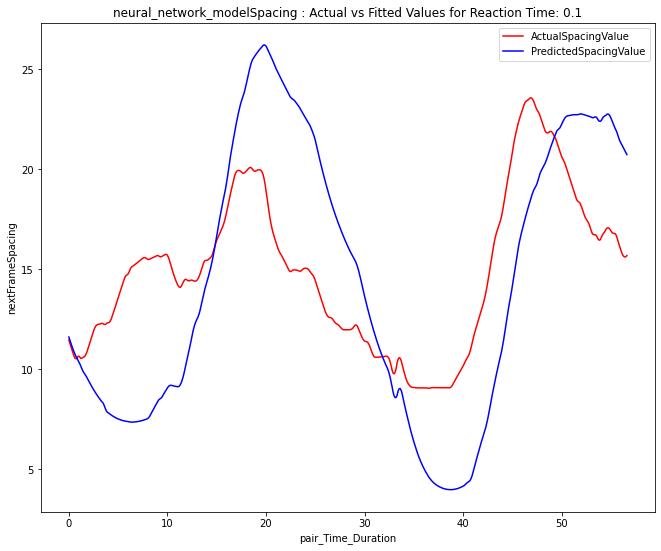 neural_network_modelSpacing : Actual vs Fitted Values for Reaction Time: 0.1
ActualSpacingValue
PredictedSpacingValue
nextFrameSpacing
25
20
15
10
5
0 10 20 30 40 50
pair_Time_Duration